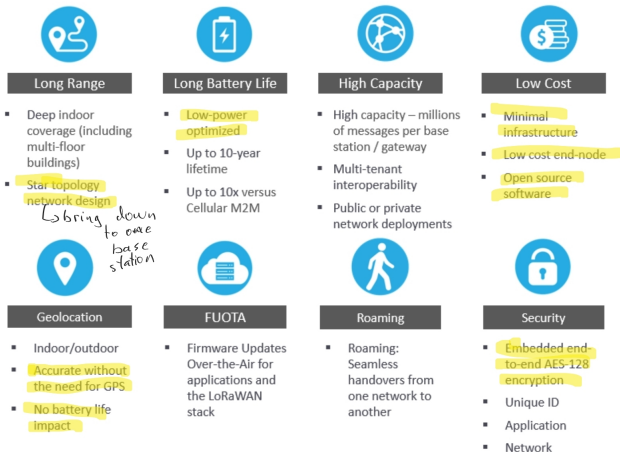 Long Range
Deep indoor
coverage (including
multi-floor
buildings)
Star topology
network design
↳bring down
to one
base
station
Long Battery Life
Low-power
optimized
Up to 10-year
lifetime
Up to 10x versus
Cellular M2M
High Capacity
High capacity – millions
of messages per base
station / gateway
Multi-tenant
interoperability
Public or private
network deployments
Low Cost
Minimal
infrastructure
Low cost end-node
Open source
software
Geolocation
Indoor/outdoor
Accurate without
the need for GPS
No battery life
impact
FUOTA
Firmware Updates
Over-the-Air for
applications and
the LoRaWAN
stack
Roaming
Roaming:
Seamless
handovers from
one network to
another
Security
Embedded end-
to-end AES-128
encryption
Unique ID
Application
Network